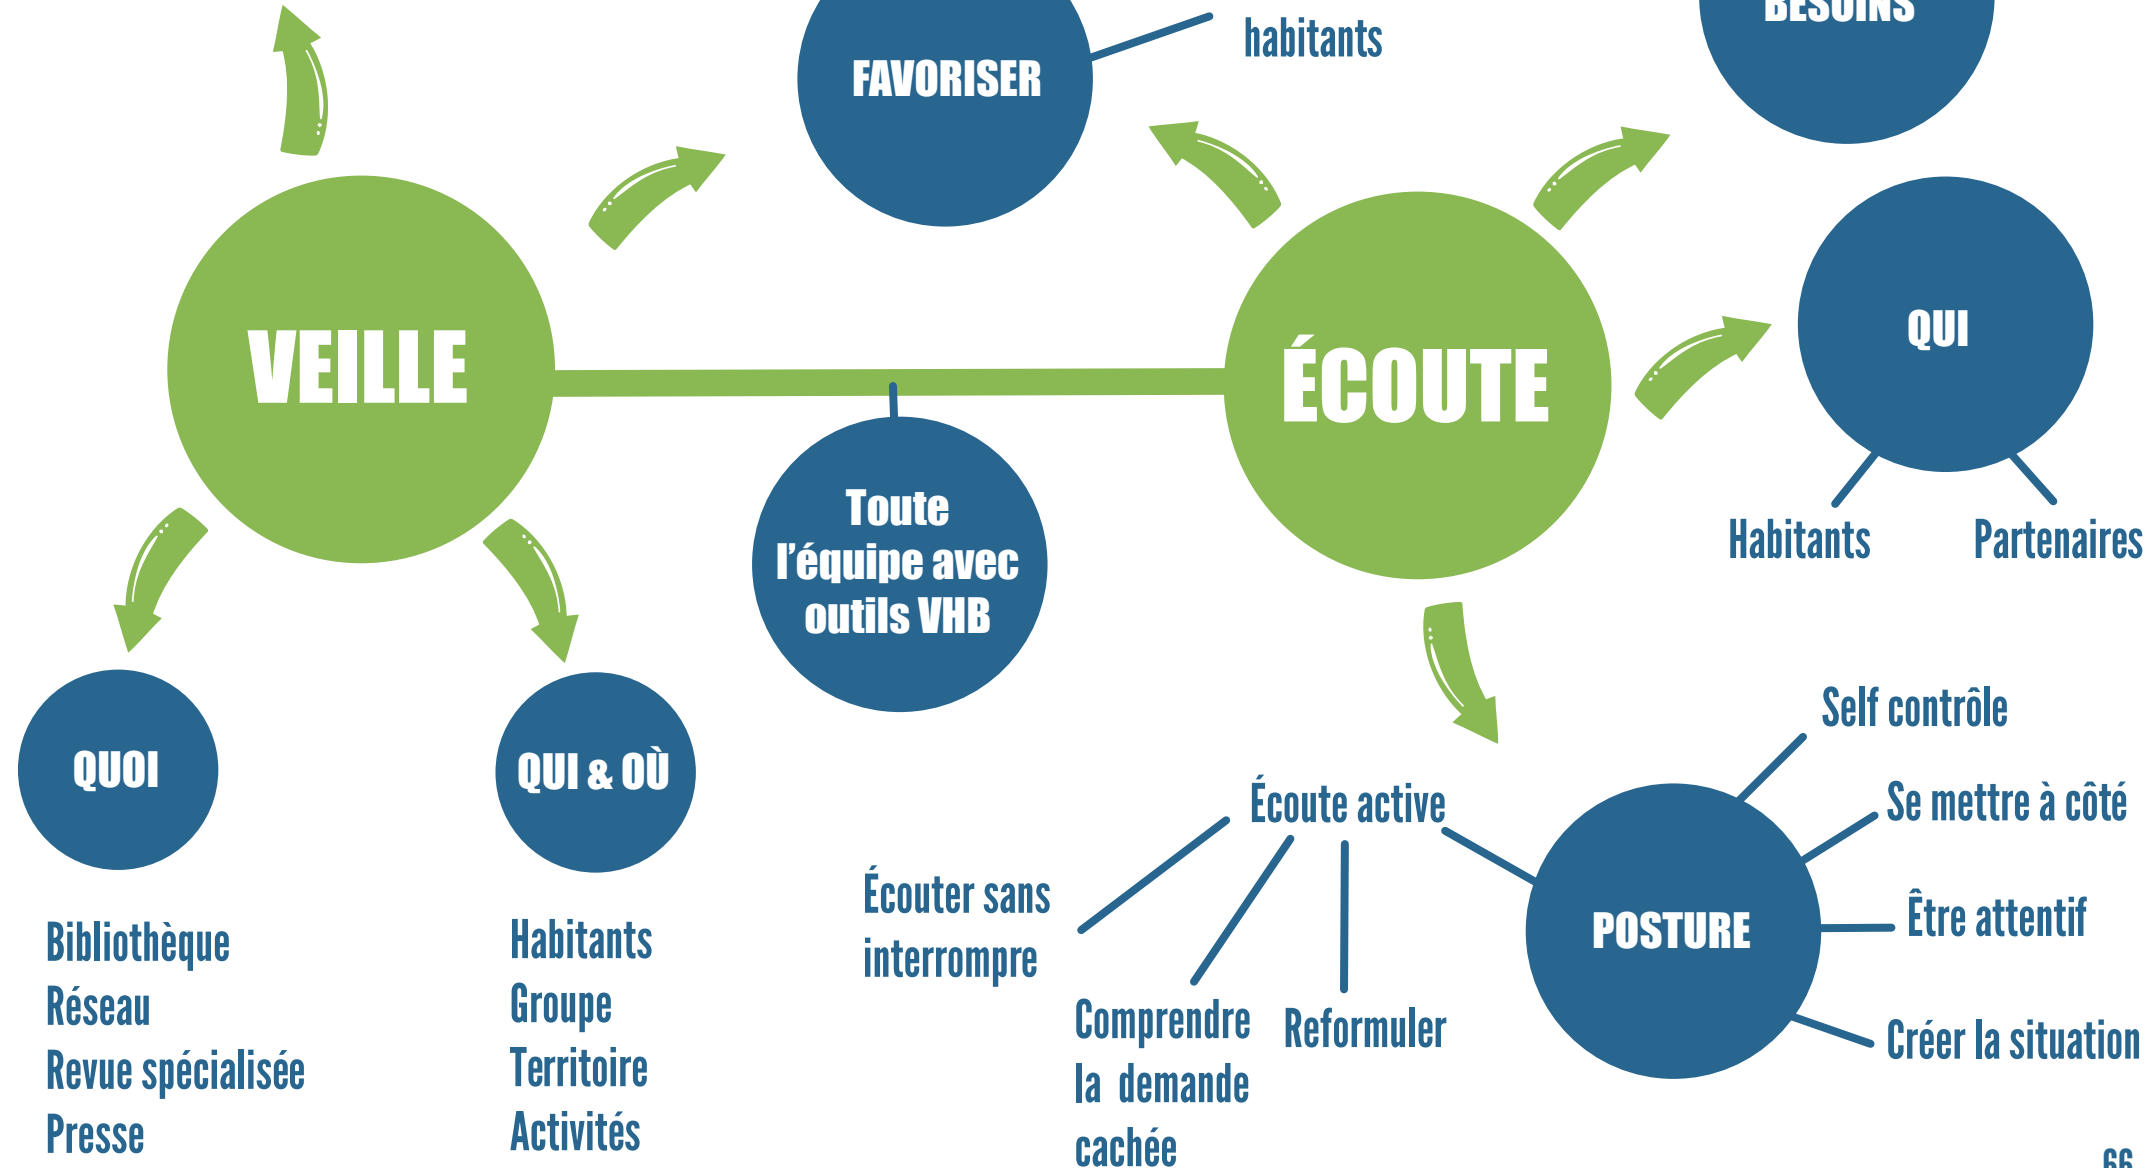 habitants
BESOINS
FAVORISER
VEILLE
ÉCOUTE
QUI
Habitants
Partenaires
Toute
l'équipe avec
outils VHB
QUOI
Bibliothèque
Réseau
Revue spécialisée
Presse
QUI & OÙ
Habitants
Groupe
Territoire
Activités
Écoute active
Écouter sans
interrompre
Comprendre
la demande
cachée
Reformuler
POSTURE
Self contrôle
Se mettre à côté
Être attentif
Créer la situation
66